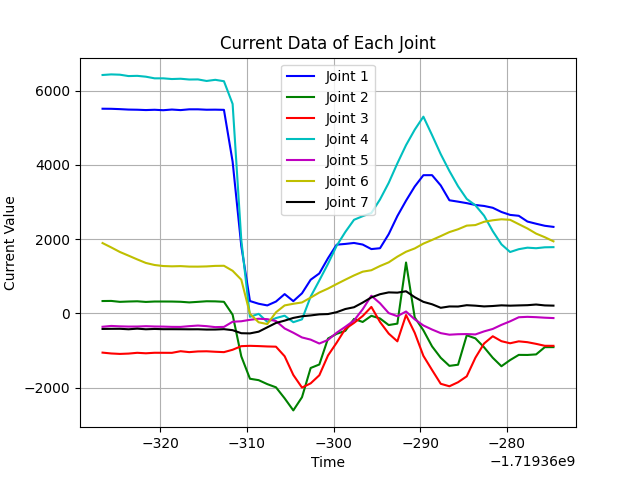 Current Data of Each Joint
Current Value
6000
4000
2000
0
−2000
Joint 1
Joint 2
Joint 3
Joint 4
Joint 5
Joint 6
Joint 7
−320 −310 −300 −290 −280
Time
−1.71936e9